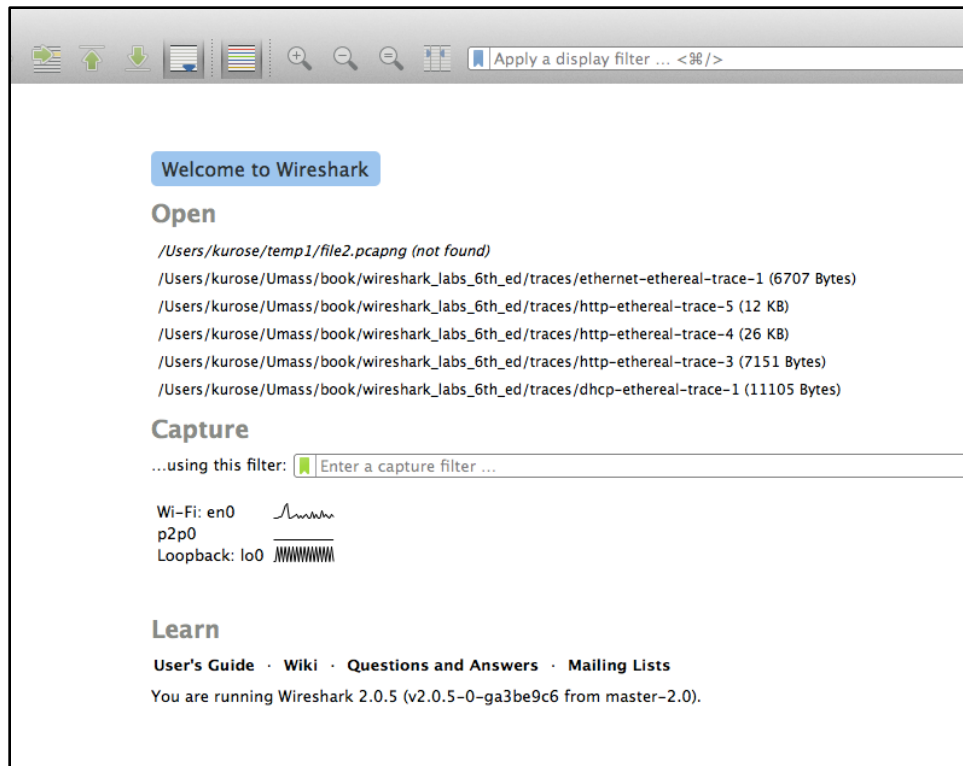 Apply a display filter ... <⌘/>
Welcome to Wireshark
Open
/Users/kurose/temp1/file2.pcapng (not found)
/Users/kurose/Umass/book/wireshark_labs_6th_ed/traces/ethernet-ethereal-trace-1 (6707 Bytes)
/Users/kurose/Umass/book/wireshark_labs_6th_ed/traces/http-ethereal-trace-5 (12 KB)
/Users/kurose/Umass/book/wireshark_labs_6th_ed/traces/http-ethereal-trace-4 (26 KB)
/Users/kurose/Umass/book/wireshark_labs_6th_ed/traces/http-ethereal-trace-3 (7151 Bytes)
/Users/kurose/Umass/book/wireshark_labs_6th_ed/traces/dhcp-ethereal-trace-1 (11105 Bytes)
Capture
...using this filter: Enter a capture filter ...
Wi-Fi: en0
p2p0
Loopback: lo0
Learn
User's Guide · Wiki · Questions and Answers · Mailing Lists
You are running Wireshark 2.0.5 (v2.0.5-0-ga3be9c6 from master-2.0).